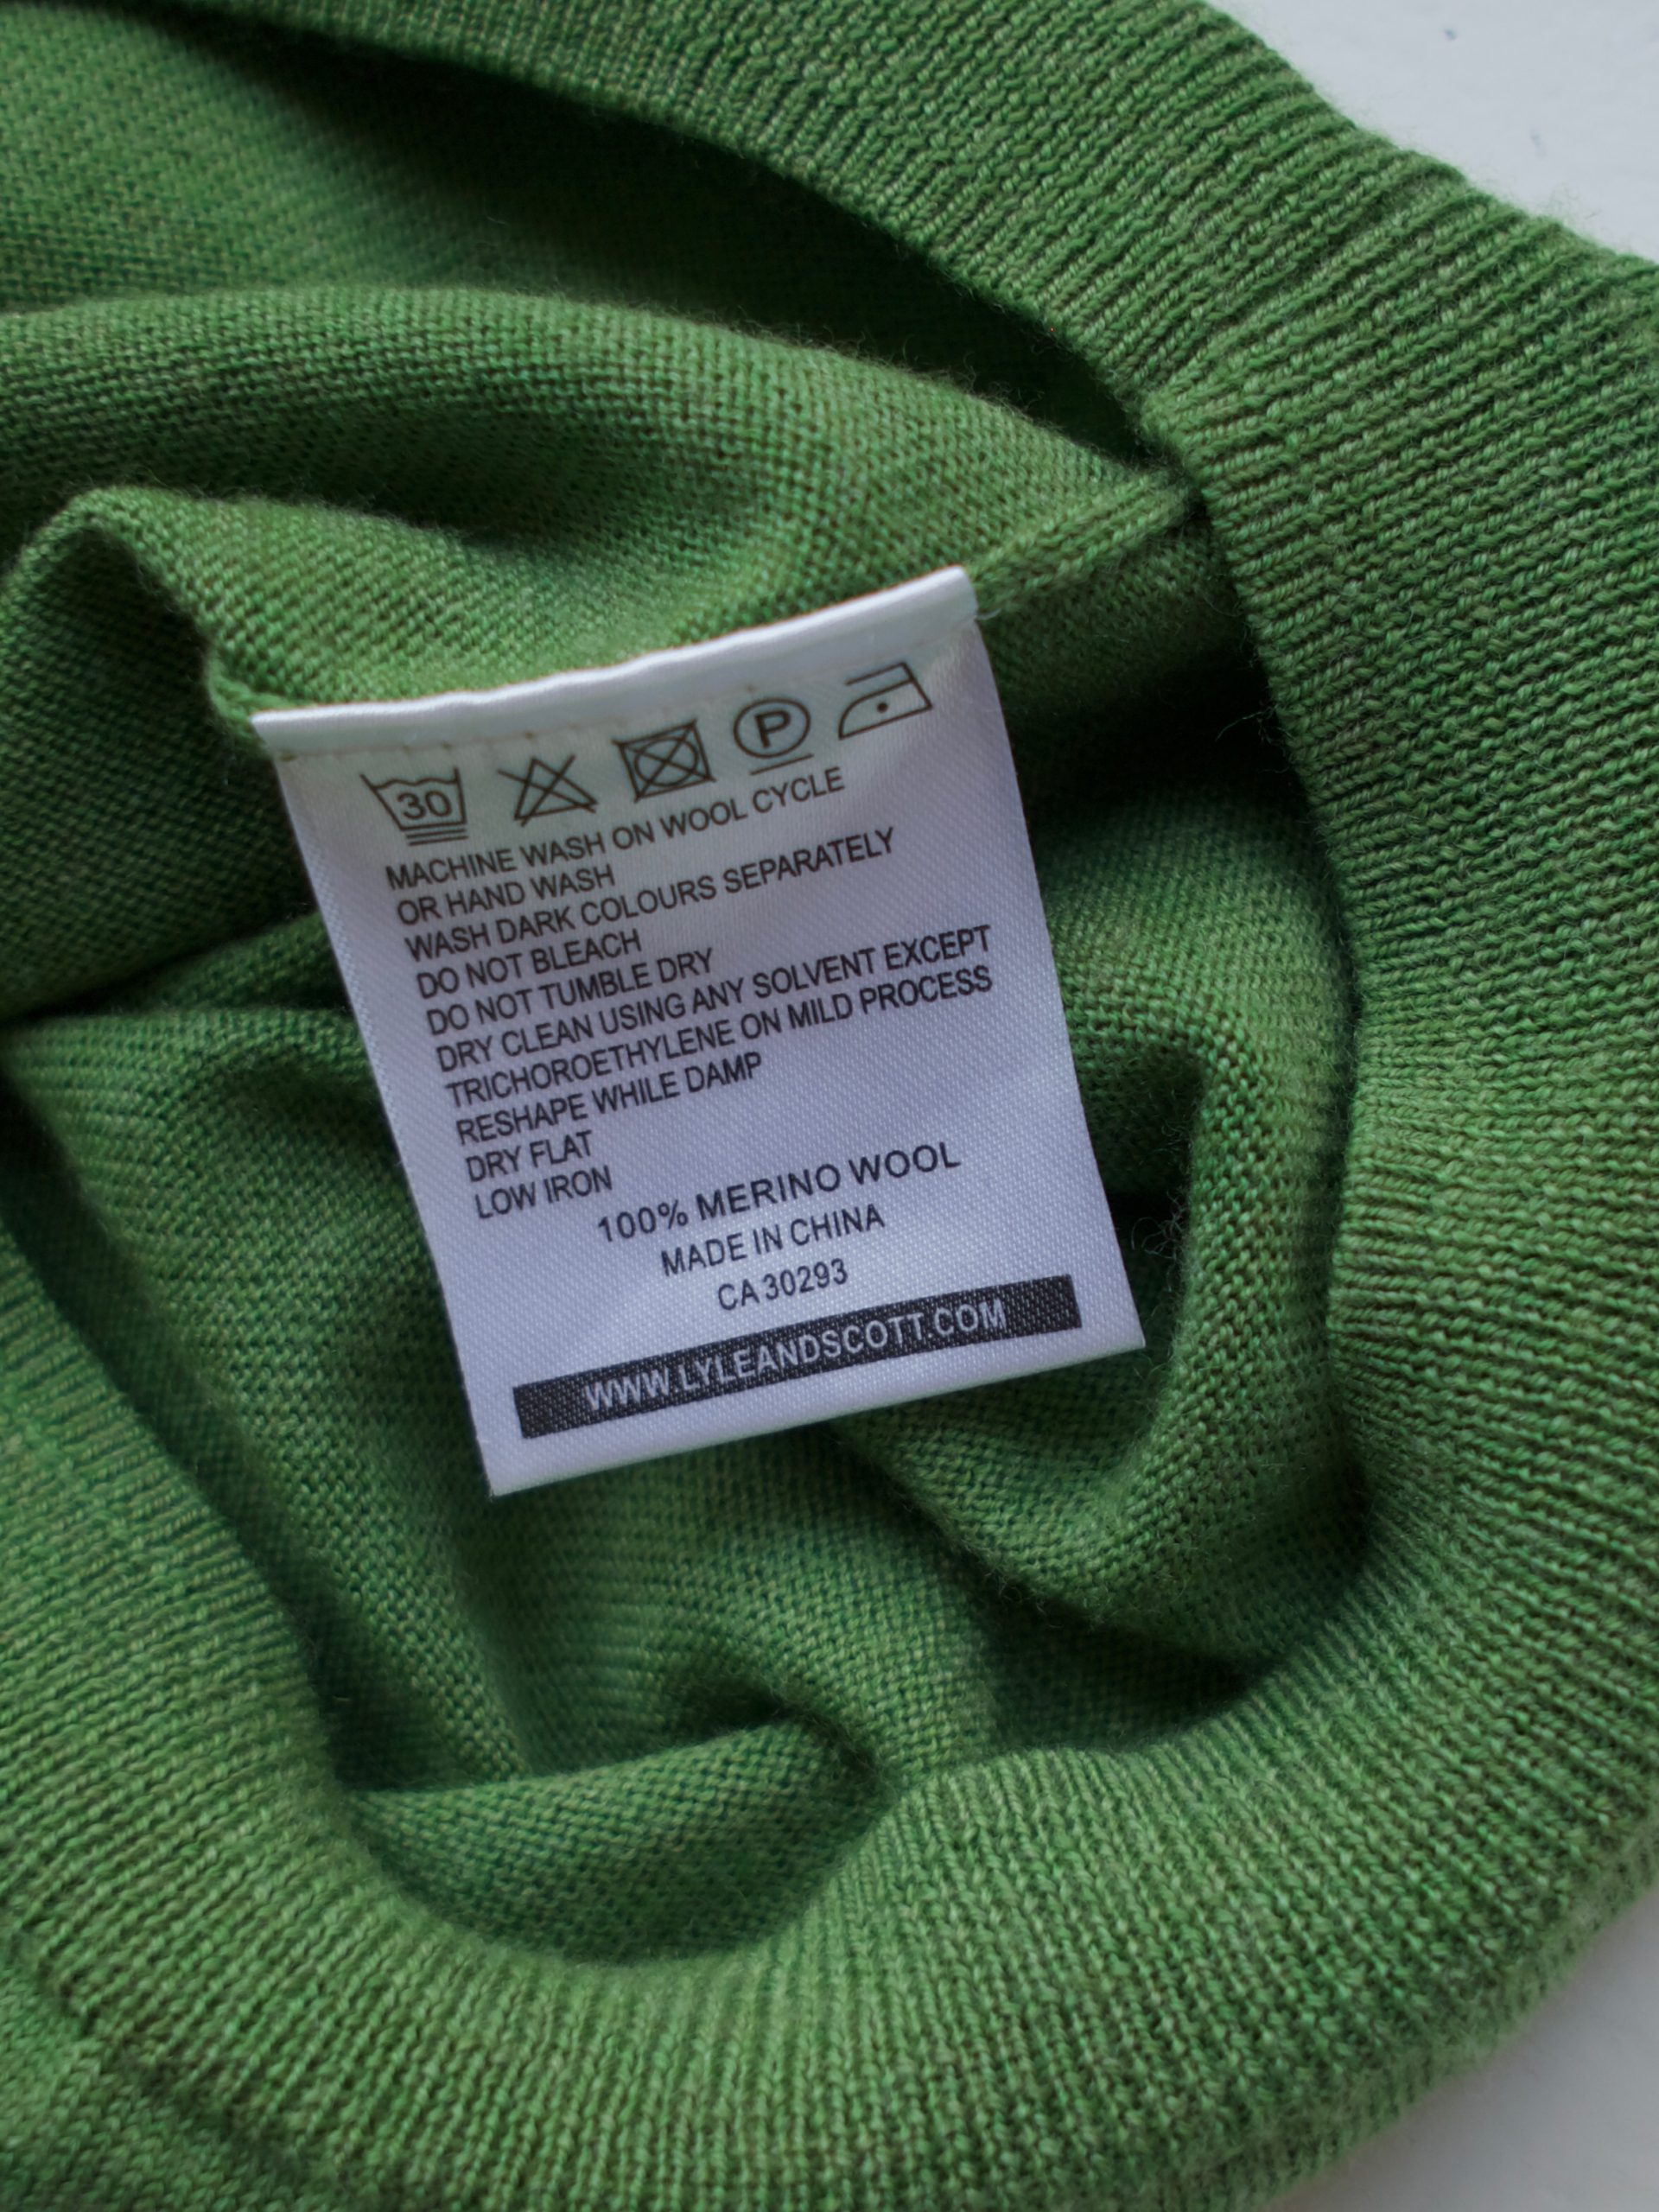 30 P
MACHINE WASH ON WOOL CYCLE
OR HAND WASH
WASH DARK COLOURS SEPARATELY
DO NOT BLEACH
DO NOT TUMBLE DRY
DRY CLEAN USING ANY SOLVENT EXCEPT
TRICHOROETHYLENE ON MILD PROCESS
RESHAPE WHILE DAMP
DRY FLAT
LOW IRON
100% MERINO WOOL
MADE IN CHINA
CA 30293
WWW.LYLEANDSCOTT.COM